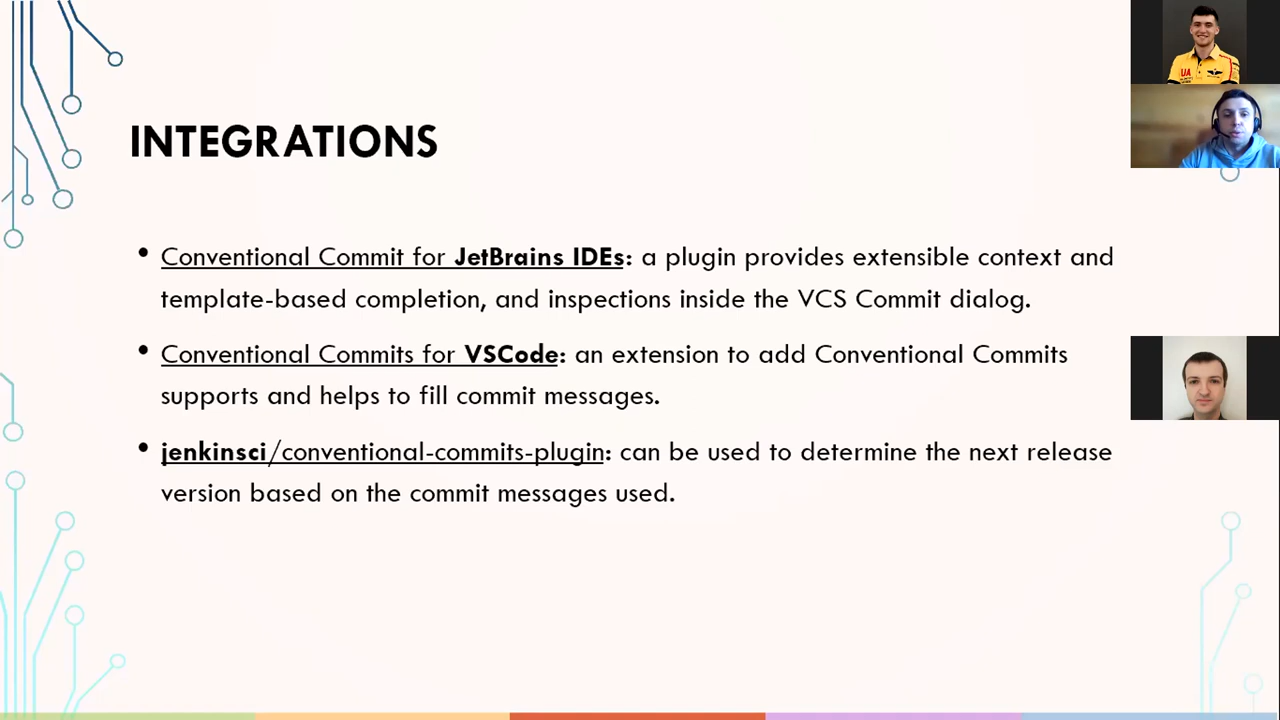 INTEGRATIONS
• Conventional Commit for JetBrains IDEs: a plugin provides extensible context and
template-based completion, and inspections inside the VCS Commit dialog.
• Conventional Commits for VSCode: an extension to add Conventional Commits
supports and helps to fill commit messages.
• jenkinsci/conventional-commits-plugin: can be used to determine the next release
version based on the commit messages used.
UA